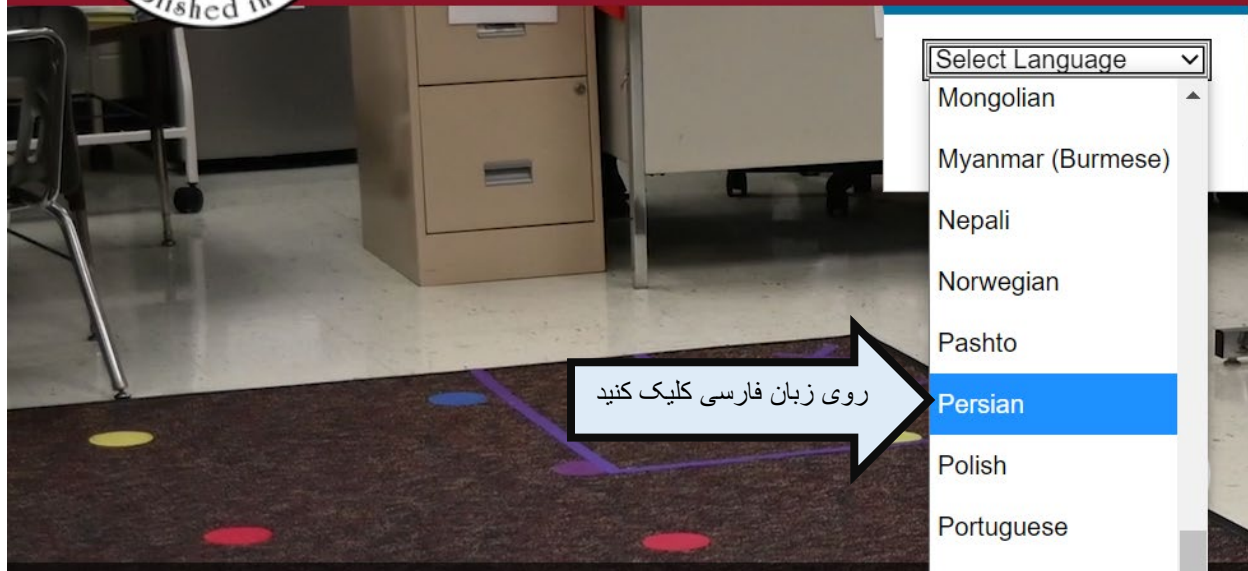 Select Language
Mongolian
Myanmar (Burmese)
Nepali
Norwegian
Pashto
روی زبان فارسی کلیک کنید
Persian
Polish
Portuguese